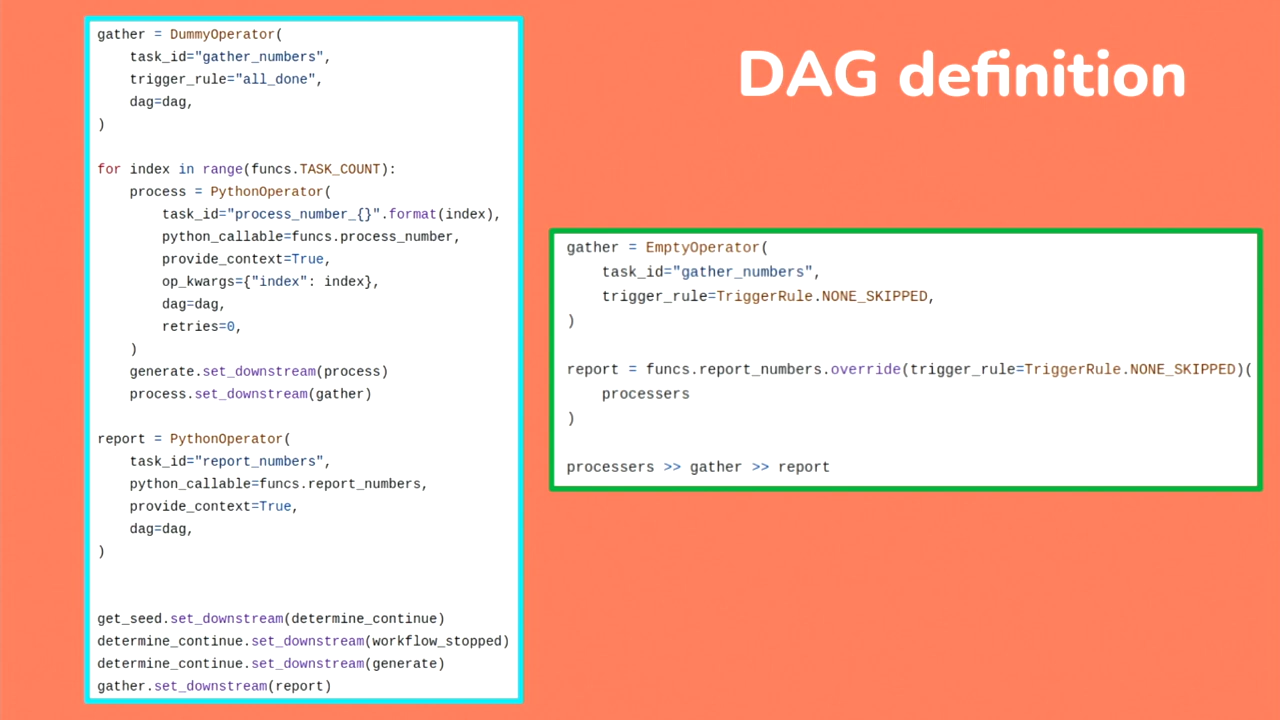 DAG definition
gather = DummyOperator(
    task_id="gather_numbers",
    trigger_rule="all_done",
    dag=dag,
)
for index in range(funcs.TASK_COUNT):
    process = PythonOperator(
        task_id="process_number_{}".format(index),
        python_callable=funcs.process_number,
        provide_context=True,
        op_kwargs={"index": index},
        dag=dag,
        retries=0,
    )
    generate.set_downstream(process)
    process.set_downstream(gather)
report = PythonOperator(
    task_id="report_numbers",
    python_callable=funcs.report_numbers,
    provide_context=True,
    dag=dag,
)
get_seed.set_downstream(determine_continue)
determine_continue.set_downstream(workflow_stopped)
determine_continue.set_downstream(generate)
gather.set_downstream(report)
gather = EmptyOperator(
    task_id="gather_numbers",
    trigger_rule=TriggerRule.NONE_SKIPPED,
)
report = funcs.report_numbers.override(trigger_rule=TriggerRule.NONE_SKIPPED)(
    processers
)
processers >> gather >> report